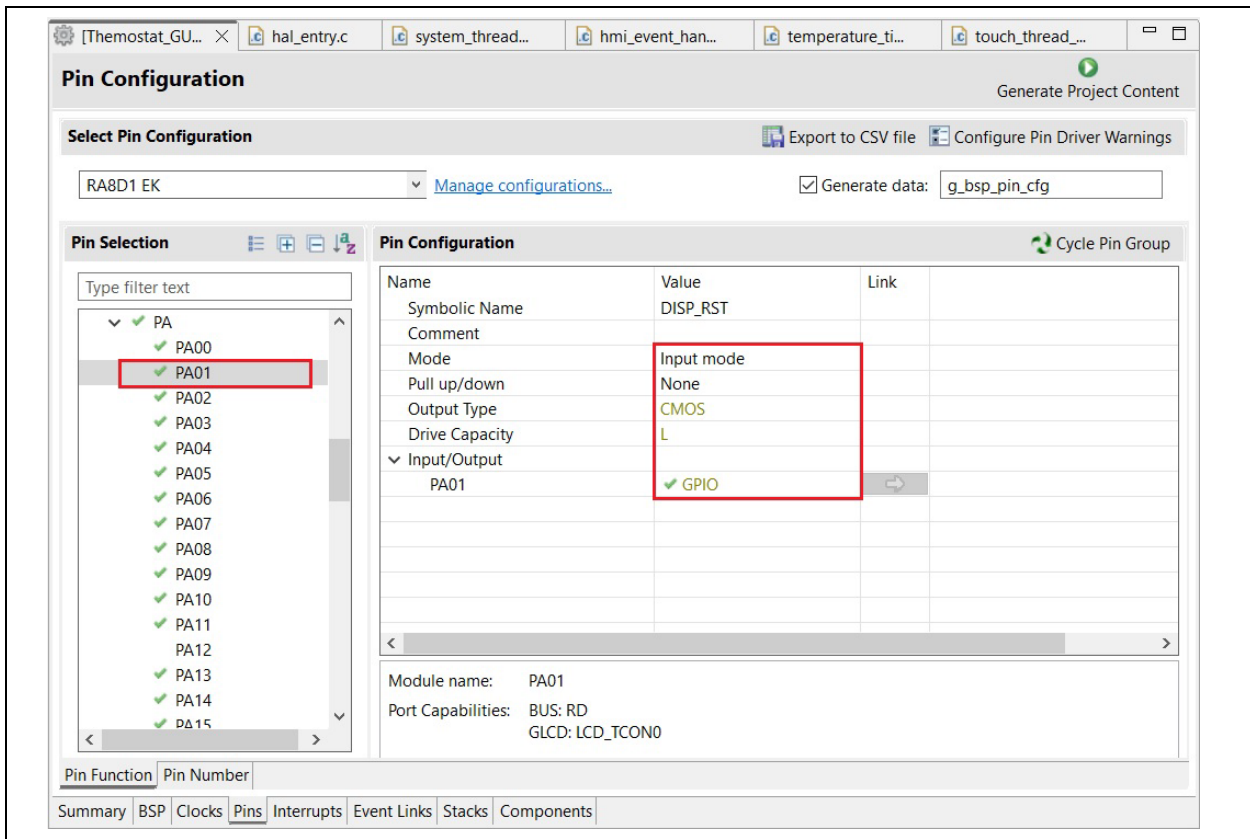 [Themostat_GU... hal_entry.c system_thread... hmi_event_han... temperature_ti... touch_thread_...
Pin Configuration
Generate Project Content
Select Pin Configuration
Export to CSV file Configure Pin Driver Warnings
RA8D1 EK Manage configurations... Generate data: g_bsp_pin_cfg
Pin Selection
Type filter text
PA
PA00
PA01
PA02
PA03
PA04
PA05
PA06
PA07
PA08
PA09
PA10
PA11
PA12
PA13
PA14
PA15
Pin Configuration Cycle Pin Group
Name Value Link
Symbolic Name DISP_RST
Comment
Mode Input mode
Pull up/down None
Output Type CMOS
Drive Capacity L
Input/Output
PA01 GPIO
Module name: PA01
Port Capabilities: BUS: RD
GLCD: LCD_TCON0
Pin Function Pin Number
Summary BSP Clocks Pins Interrupts Event Links Stacks Components